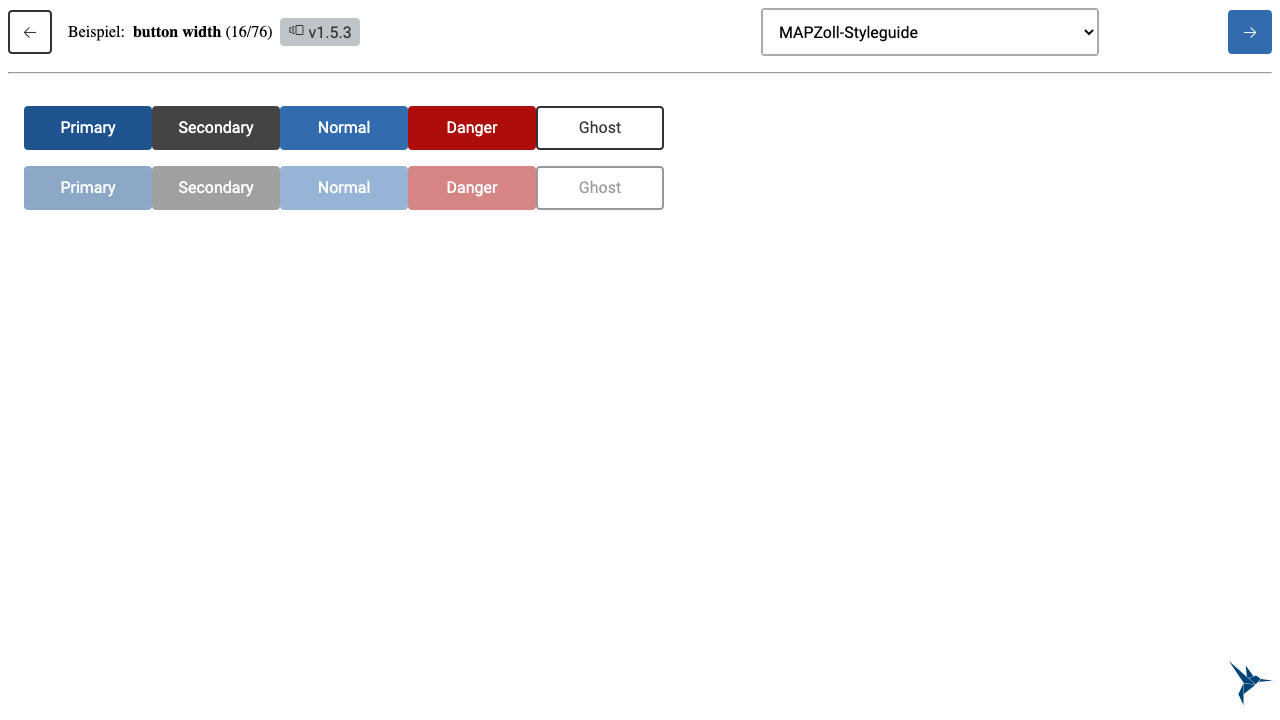 ← Beispiel: button width (16/76) v1.5.3 MAPZoll-Styleguide →
Primary Secondary Normal Danger Ghost
Primary Secondary Normal Danger Ghost